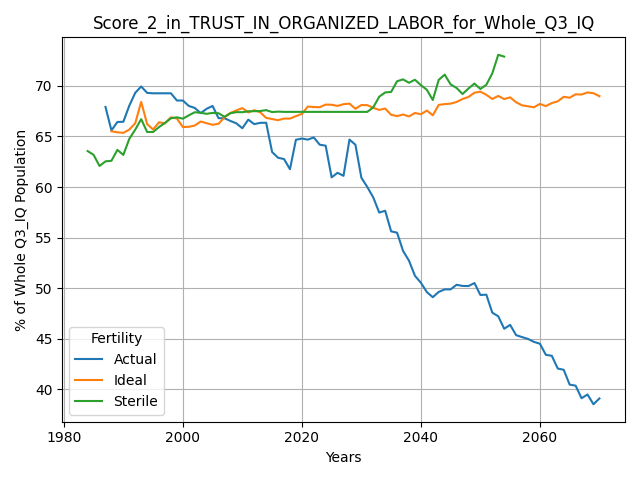 Score_2_in_TRUST_IN_ORGANIZED_LABOR_for_Whole_Q3_IQ
% of Whole Q3_IQ Population
70
65
60
55
50
45
40
Fertility
Actual
Ideal
Sterile
1980 2000 2020 2040 2060
Years